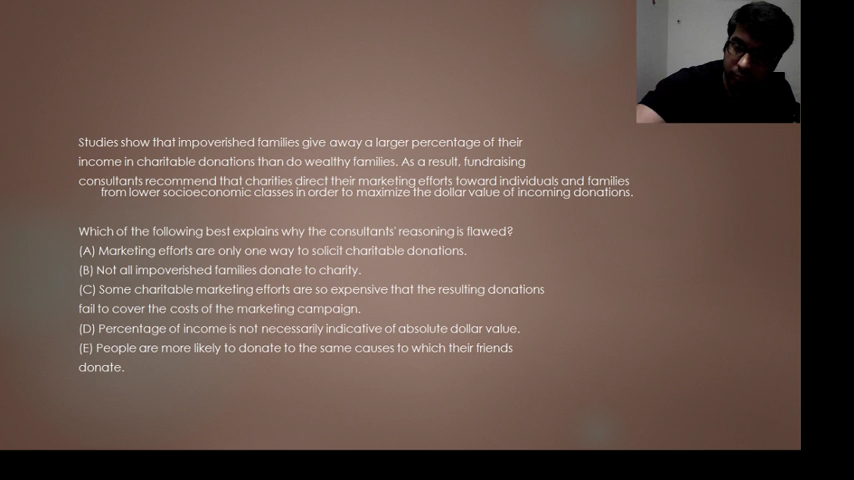 Studies show that impoverished families give away a larger percentage of their
income in charitable donations than do wealthy families. As a result, fundraising
consultants recommend that charities direct their marketing efforts toward individuals and families
from lower socioeconomic classes in order to maximize the dollar value of incoming donations.
Which of the following best explains why the consultants' reasoning is flawed?
(A) Marketing efforts are only one way to solicit charitable donations.
(B) Not all impoverished families donate to charity.
(C) Some charitable marketing efforts are so expensive that the resulting donations
fail to cover the costs of the marketing campaign.
(D) Percentage of income is not necessarily indicative of absolute dollar value.
(E) People are more likely to donate to the same causes to which their friends
donate.